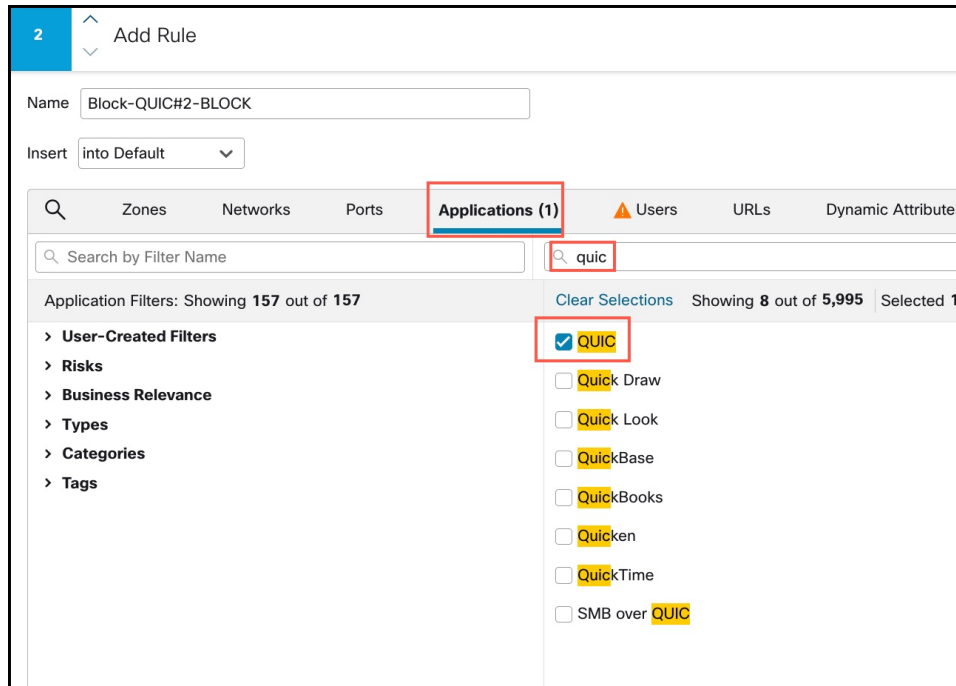 2
Add Rule
Name Block-QUIC#2-BLOCK
Insert into Default
Zones Networks Ports Applications (1) Users URLs Dynamic Attribute
Search by Filter Name
quic
Application Filters: Showing 157 out of 157
Clear Selections Showing 8 out of 5,995 Selected 1
User-Created Filters
Risks
Business Relevance
Types
Categories
Tags
QUIC
Quick Draw
Quick Look
QuickBase
QuickBooks
Quicken
QuickTime
SMB over QUIC